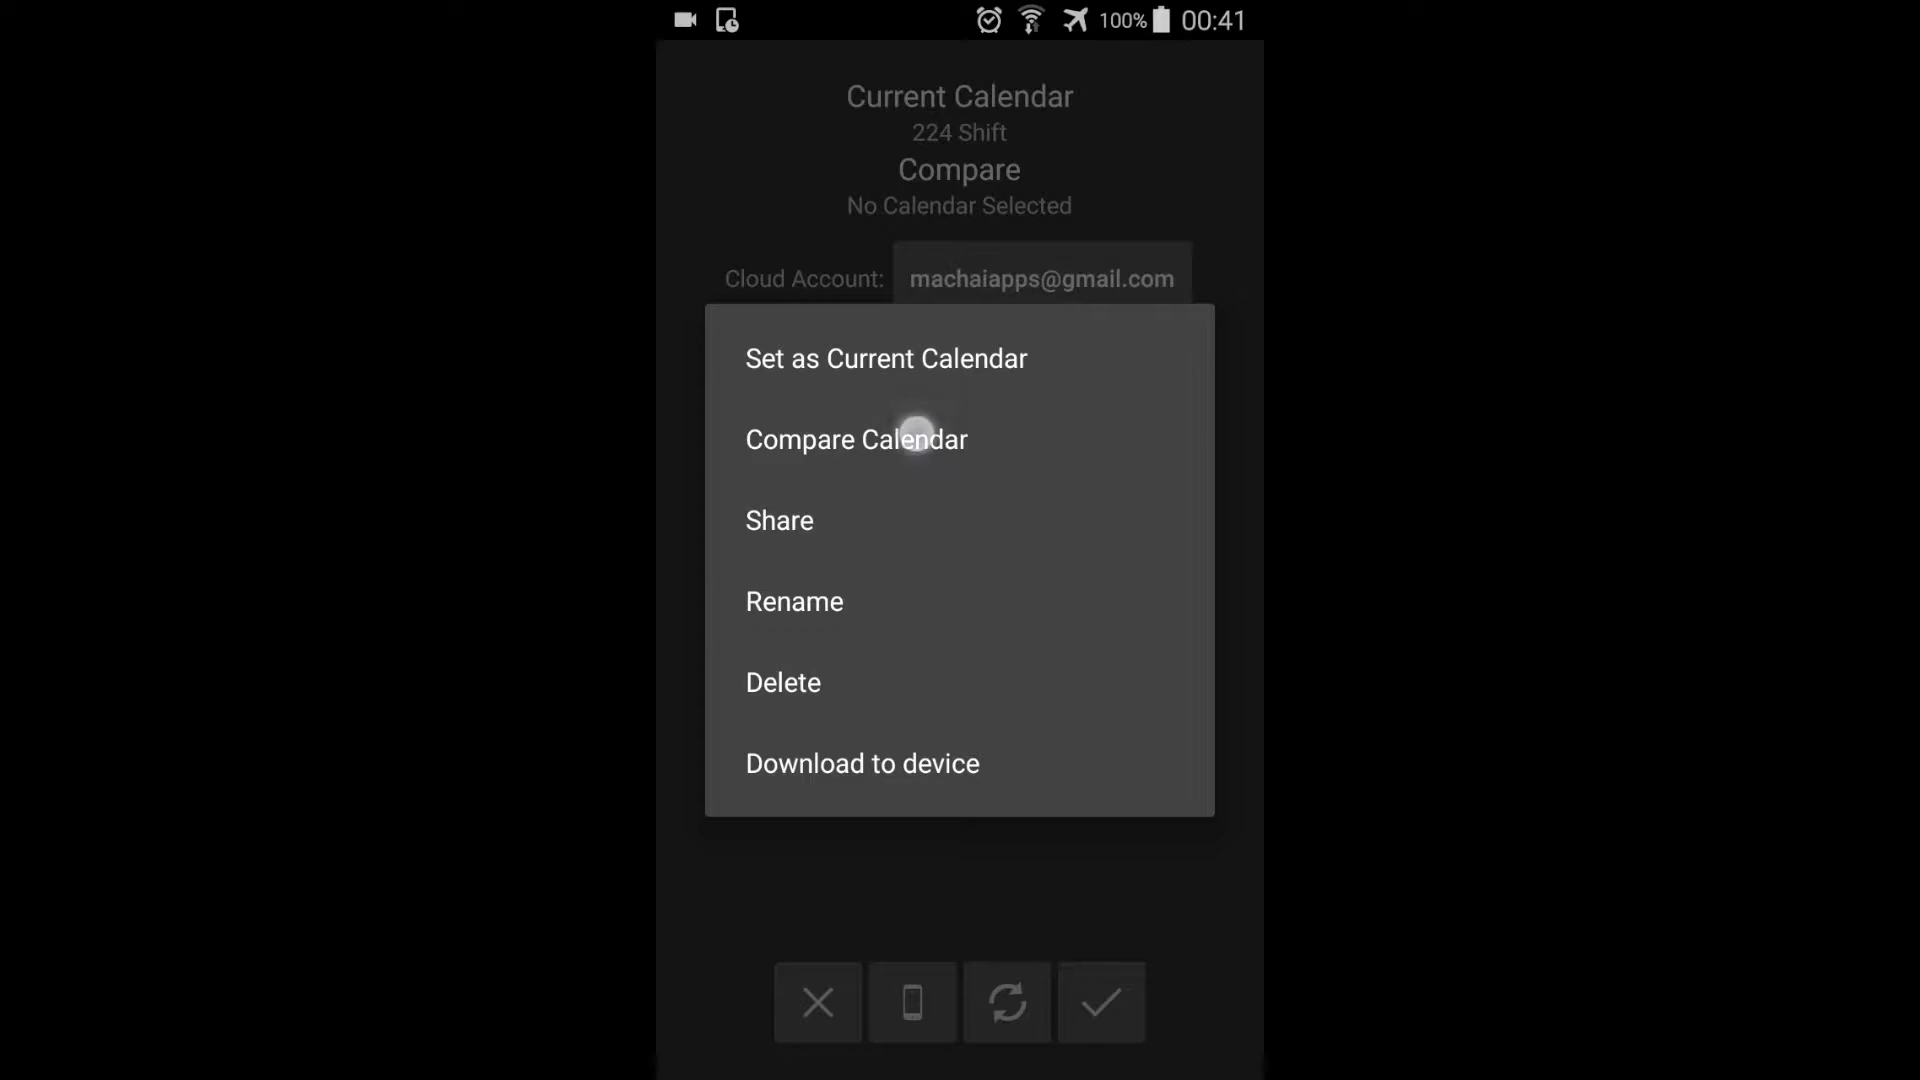 100% 00:41
Current Calendar
224 Shift
Compare
No Calendar Selected
Cloud Account: machaiapps@gmail.com
Set as Current Calendar
Compare Calendar
Share
Rename
Delete
Download to device